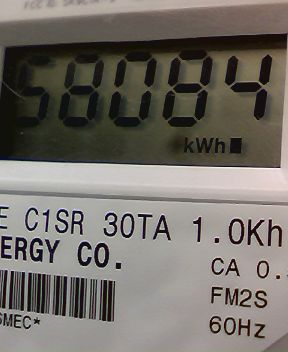 58084
kWh
E C1SR 30TA 1.0Kh
ERGY CO.
CA 0.
FM2S
60Hz
SMEC*